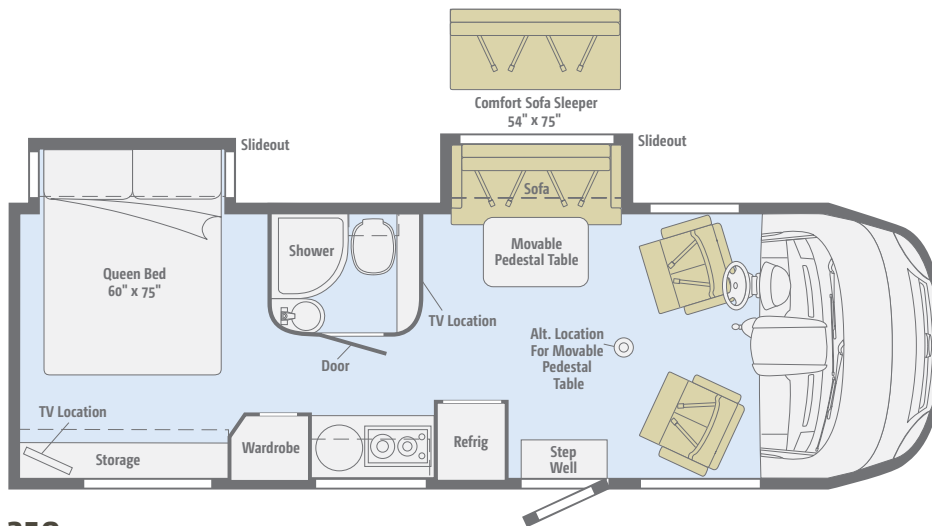 Comfort Sofa Sleeper
54" x 75"
Slideout
Slideout
Sofa
Shower
Movable
Pedestal Table
Queen Bed
60" x 75"
TV Location
Alt. Location
For Movable
Pedestal
Table
Door
TV Location
Wardrobe
Refrig
Step
Well
Storage